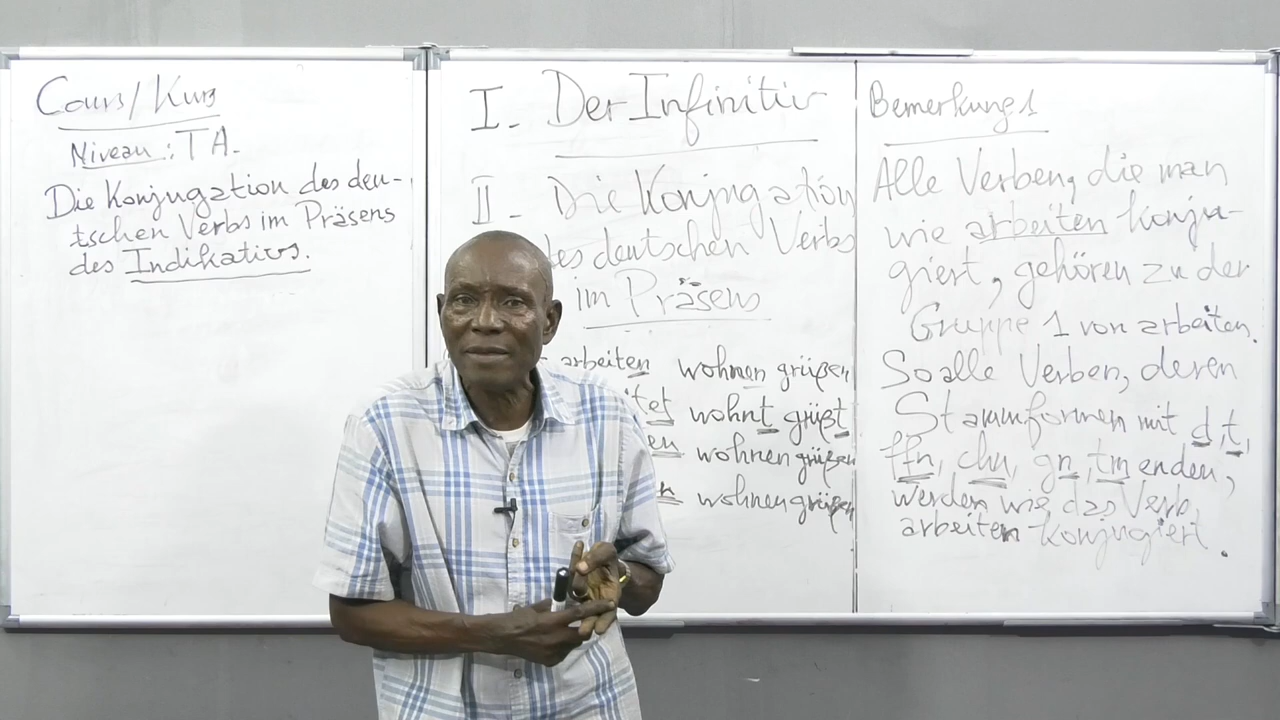 Cours/Kurs
Niveau : TA.
Die Konjugation des deu-
tschen Verbs im Präsens
des Indikativs.
I- Der Infinitiv
II- Die Konjugation
des deutschen Verbs
im Präsens
arbeiten wohnen grüßen
tet wohnt grüßt
en wohnen grüßen
n wohnen grüßen
Bemerkung 1
Alle Verben, die man
wie arbeiten konju-
giert, gehören zu der
Gruppe 1 von arbeiten.
So alle Verben, deren
Stammformen mit d, t,
ffn, chn, gn, tm enden,
werden wie das Verb
arbeiten konjugiert.